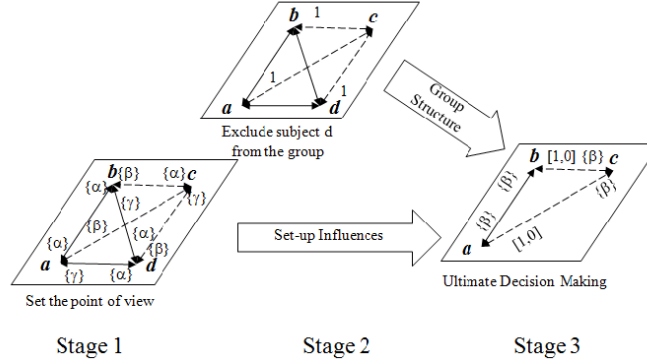 b 1 c
1
1
a d
Exclude subject d
from the group
Group
Structure
b {β} {α} c
{α} {γ} {γ}
{β} {α}
{α} {β}
a d
{γ} {α}
Set the point of view
Set-up Influences
b [1,0] {β} c
{β} {β}
{β}
[1,0]
a
Ultimate Decision Making
Stage 1 Stage 2 Stage 3